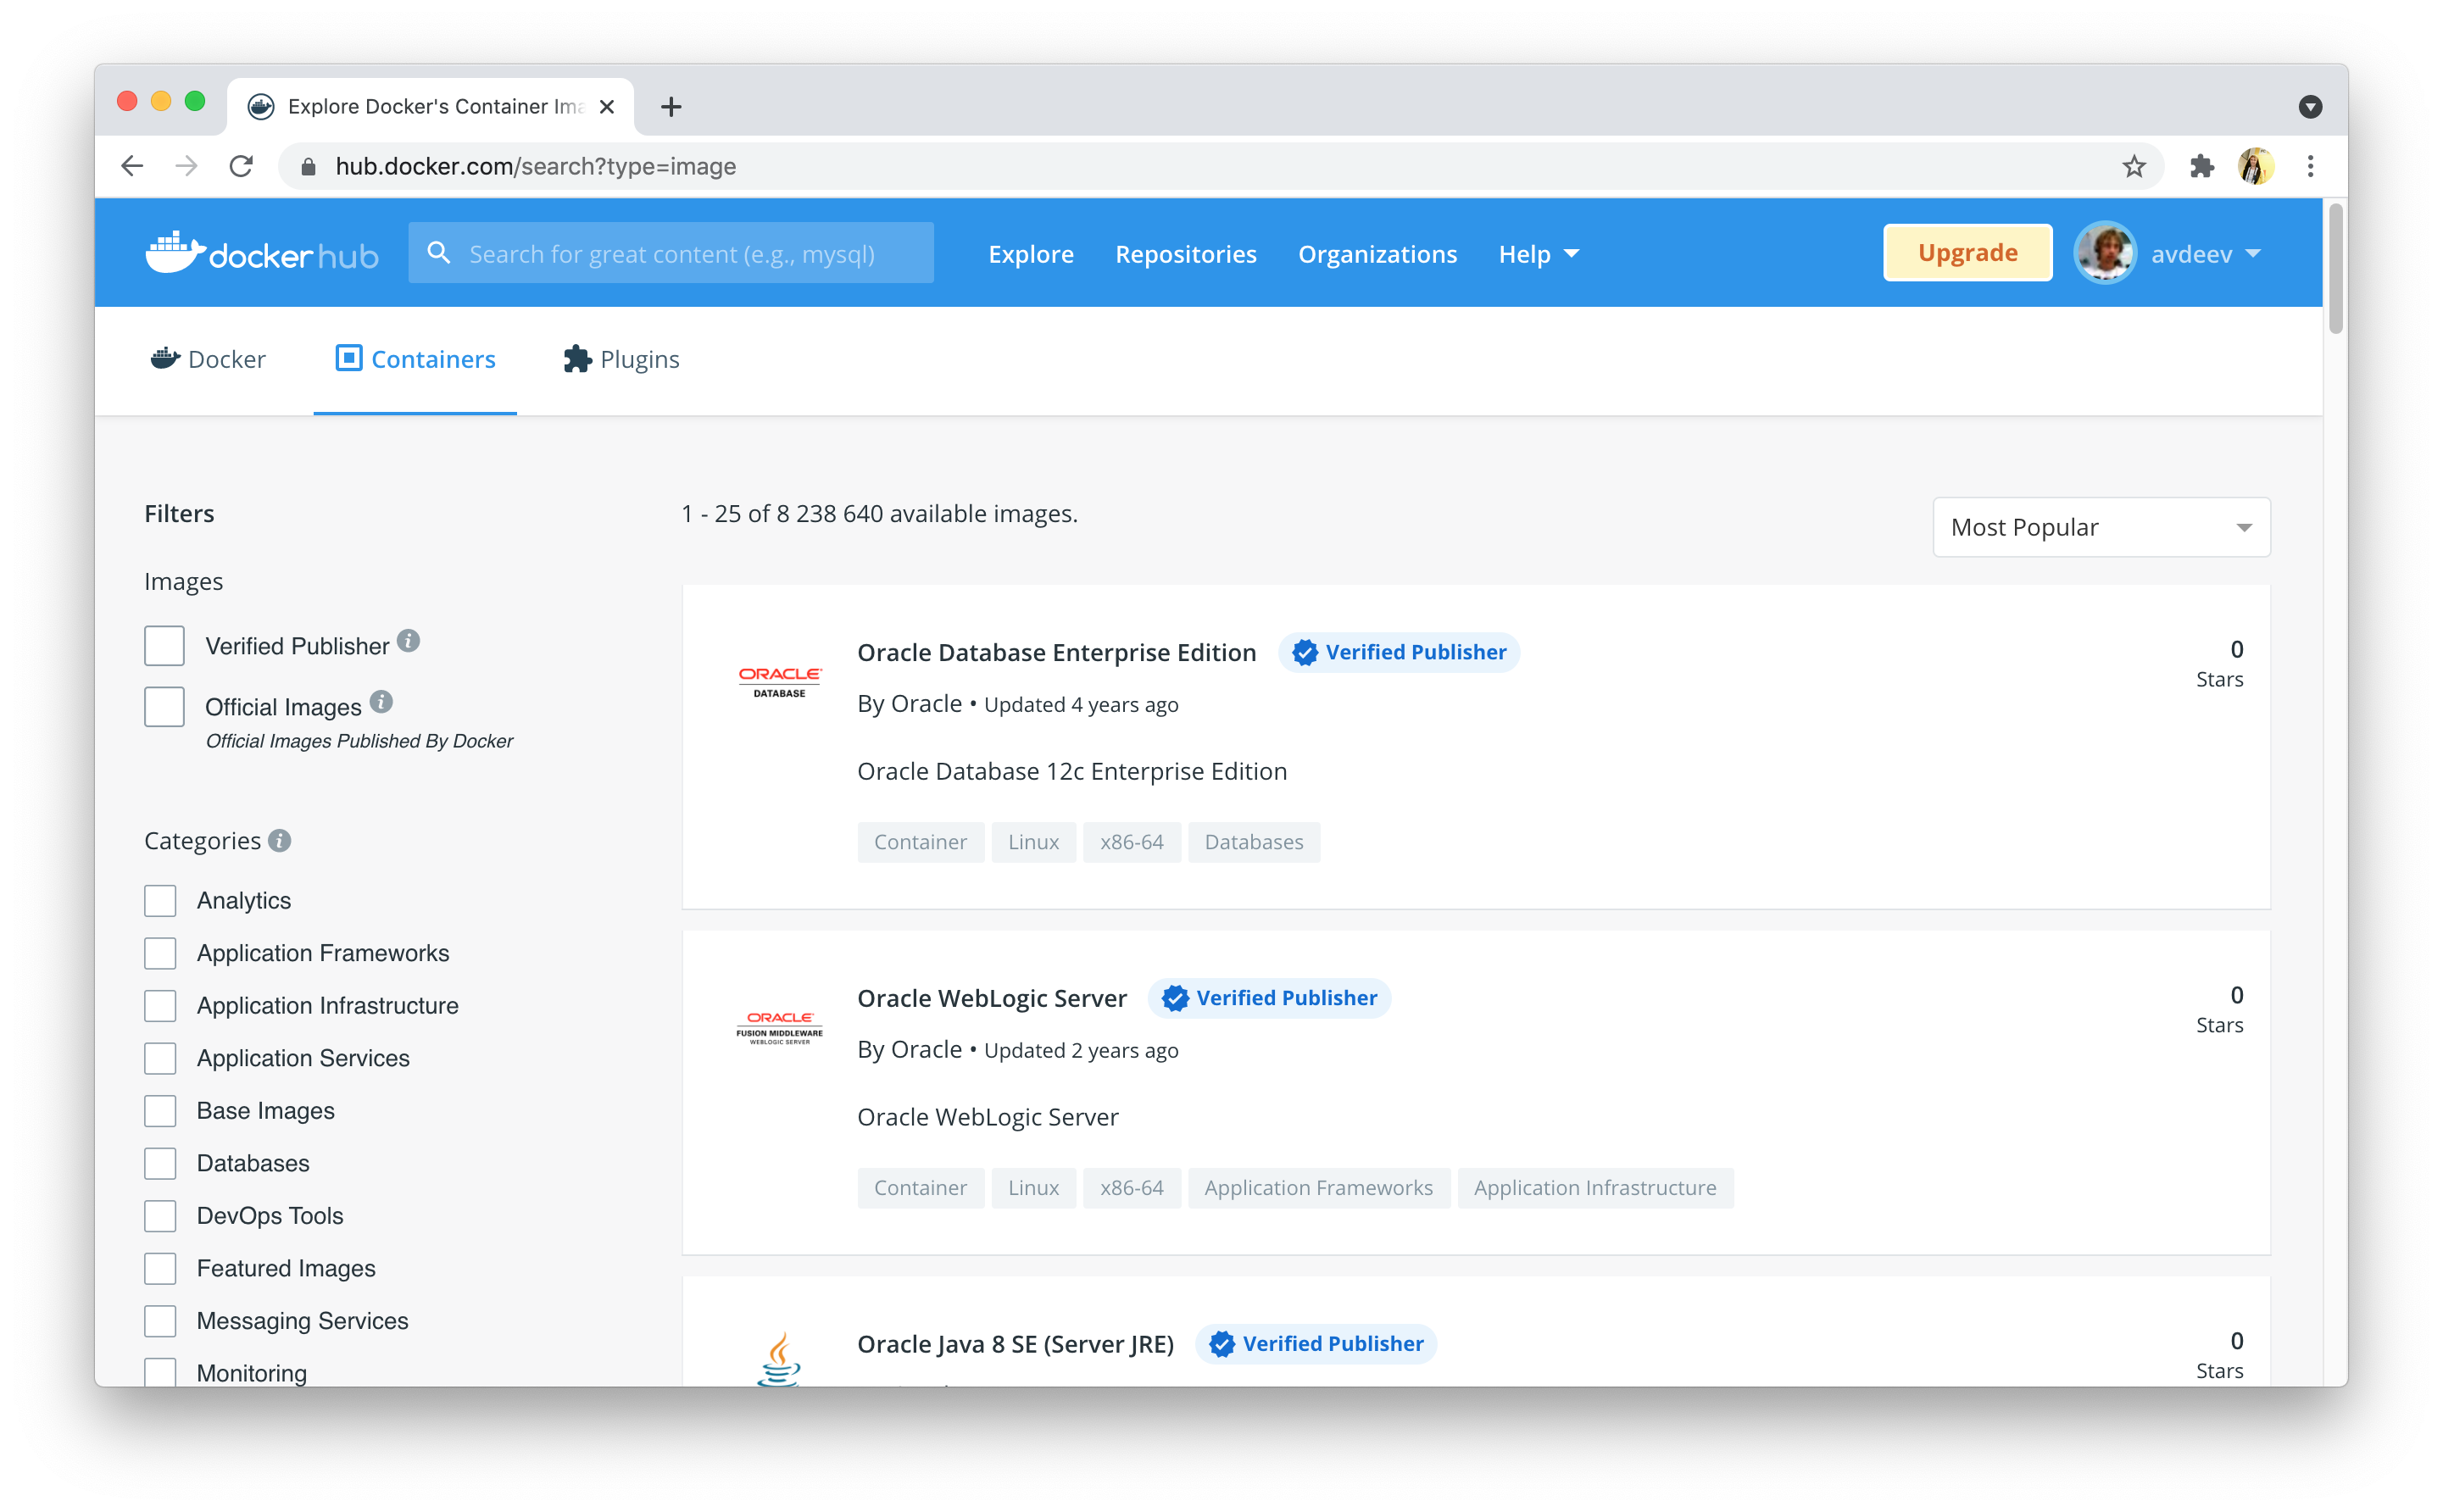 Explore Docker's Container Ima
hub.docker.com/search?type=image
dockerhub
Search for great content (e.g., mysql)
Explore
Repositories
Organizations
Help
Upgrade
avdeev
Docker
Containers
Plugins
Filters
Images
Verified Publisher
Official Images
Official Images Published By Docker
Categories
Analytics
Application Frameworks
Application Infrastructure
Application Services
Base Images
Databases
DevOps Tools
Featured Images
Messaging Services
Monitoring
1 - 25 of 8 238 640 available images.
Most Popular
ORACLE
DATABASE
Oracle Database Enterprise Edition
Verified Publisher
By Oracle • Updated 4 years ago
Oracle Database 12c Enterprise Edition
Container
Linux
x86-64
Databases
0
Stars
ORACLE
FUSION MIDDLEWARE
WEBLOGIC SERVER
Oracle WebLogic Server
Verified Publisher
By Oracle • Updated 2 years ago
Oracle WebLogic Server
Container
Linux
x86-64
Application Frameworks
Application Infrastructure
0
Stars
Oracle Java 8 SE (Server JRE)
Verified Publisher
0
Stars